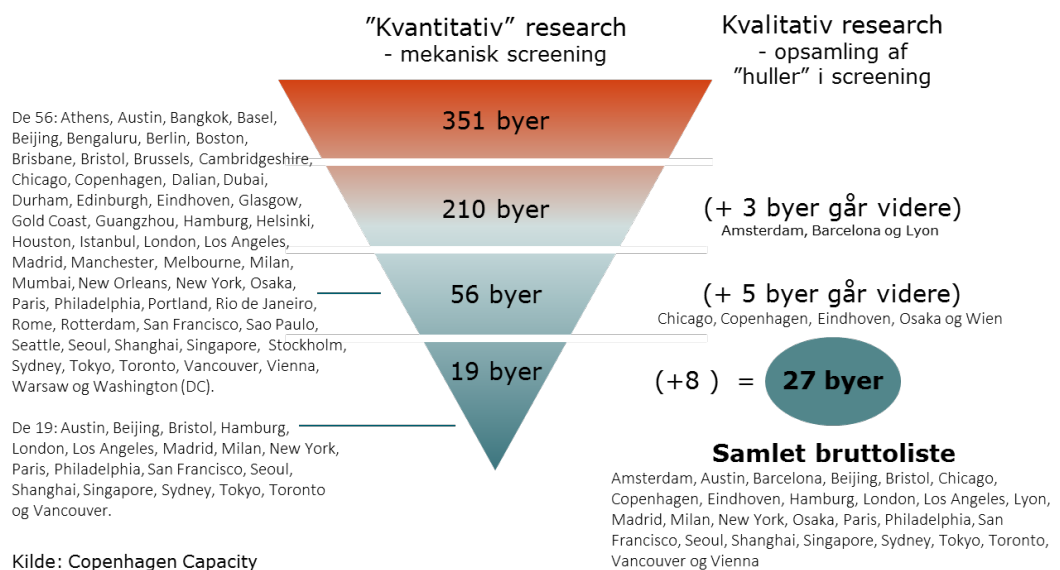 ”Kvantitativ” research
- mekanisk screening
Kvalitativ research
- opsamling af
”huller” i screening
351 byer
De 56: Athens, Austin, Bangkok, Basel,
Beijing, Bengaluru, Berlin, Boston,
Brisbane, Bristol, Brussels, Cambridgeshire,
Chicago, Copenhagen, Dalian, Dubai,
Durham, Edinburgh, Eindhoven, Glasgow,
Gold Coast, Guangzhou, Hamburg, Helsinki,
Houston, Istanbul, London, Los Angeles,
Madrid, Manchester, Melbourne, Milan,
Mumbai, New Orleans, New York, Osaka,
Paris, Philadelphia, Portland, Rio de Janeiro,
Rome, Rotterdam, San Francisco, Sao Paulo,
Seattle, Seoul, Shanghai, Singapore, Stockholm,
Sydney, Tokyo, Toronto, Vancouver, Vienna,
Warsaw og Washington (DC).
210 byer
(+ 3 byer går videre)
Amsterdam, Barcelona og Lyon
56 byer
(+ 5 byer går videre)
Chicago, Copenhagen, Eindhoven, Osaka og Wien
19 byer
(+8 ) = 27 byer
De 19: Austin, Beijing, Bristol, Hamburg,
London, Los Angeles, Madrid, Milan, New York,
Paris, Philadelphia, San Francisco, Seoul,
Shanghai, Singapore, Sydney, Tokyo, Toronto
og Vancouver.
Samlet bruttoliste
Amsterdam, Austin, Barcelona, Beijing, Bristol, Chicago,
Copenhagen, Eindhoven, Hamburg, London, Los Angeles, Lyon,
Madrid, Milan, New York, Osaka, Paris, Philadelphia, San
Francisco, Seoul, Shanghai, Singapore, Sydney, Tokyo, Toronto,
Vancouver og Vienna
Kilde: Copenhagen Capacity